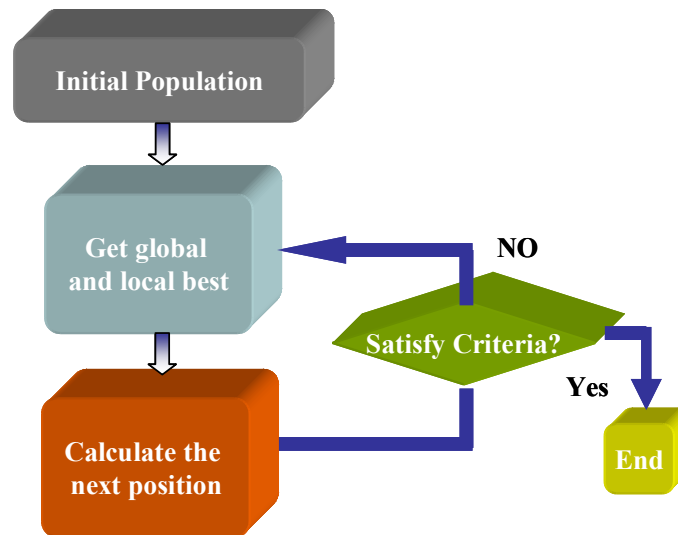 Initial Population
Get global
and local best
NO
Satisfy Criteria?
Yes
Calculate the
next position
End